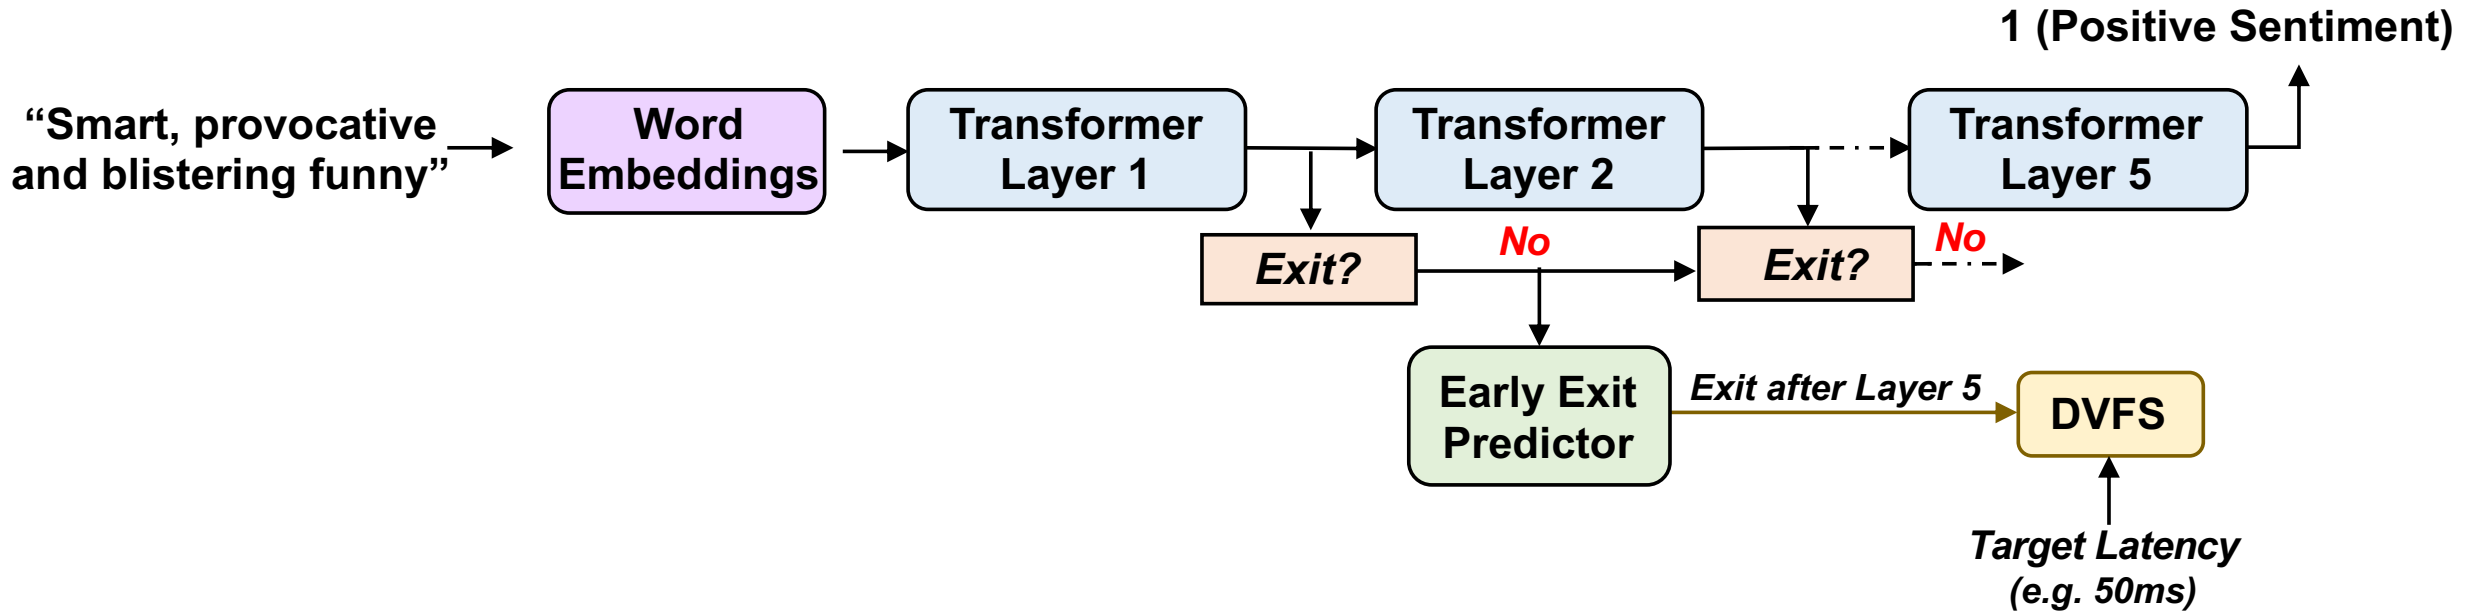 1 (Positive Sentiment)
“Smart, provocative
and blistering funny”
Word
Embeddings
Transformer
Layer 1
Transformer
Layer 2
Transformer
Layer 5
Exit?
No
Exit?
No
Early Exit
Predictor
Exit after Layer 5
DVFS
Target Latency
(e.g. 50ms)